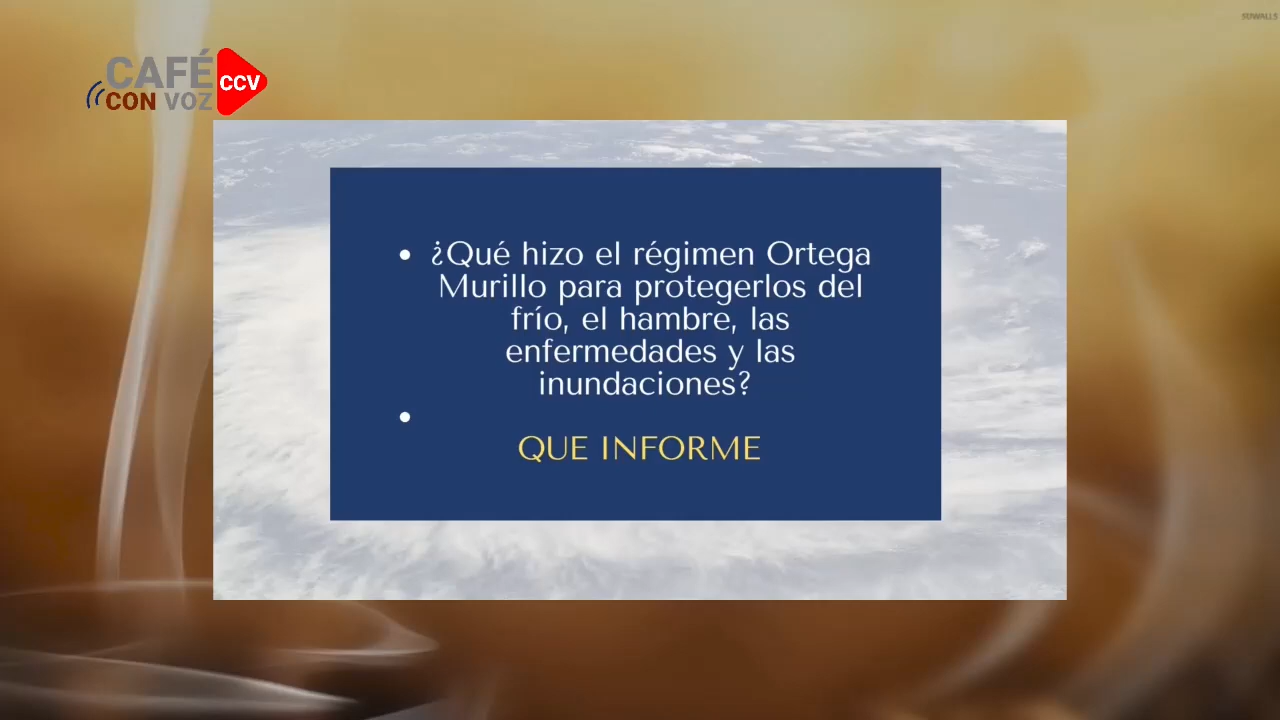 SUWALLS
CAFÉ
CON VOZ
CCV
• ¿Qué hizo el régimen Ortega
Murillo para protegerlos del
frío, el hambre, las
enfermedades y las
inundaciones?
•
QUE INFORME